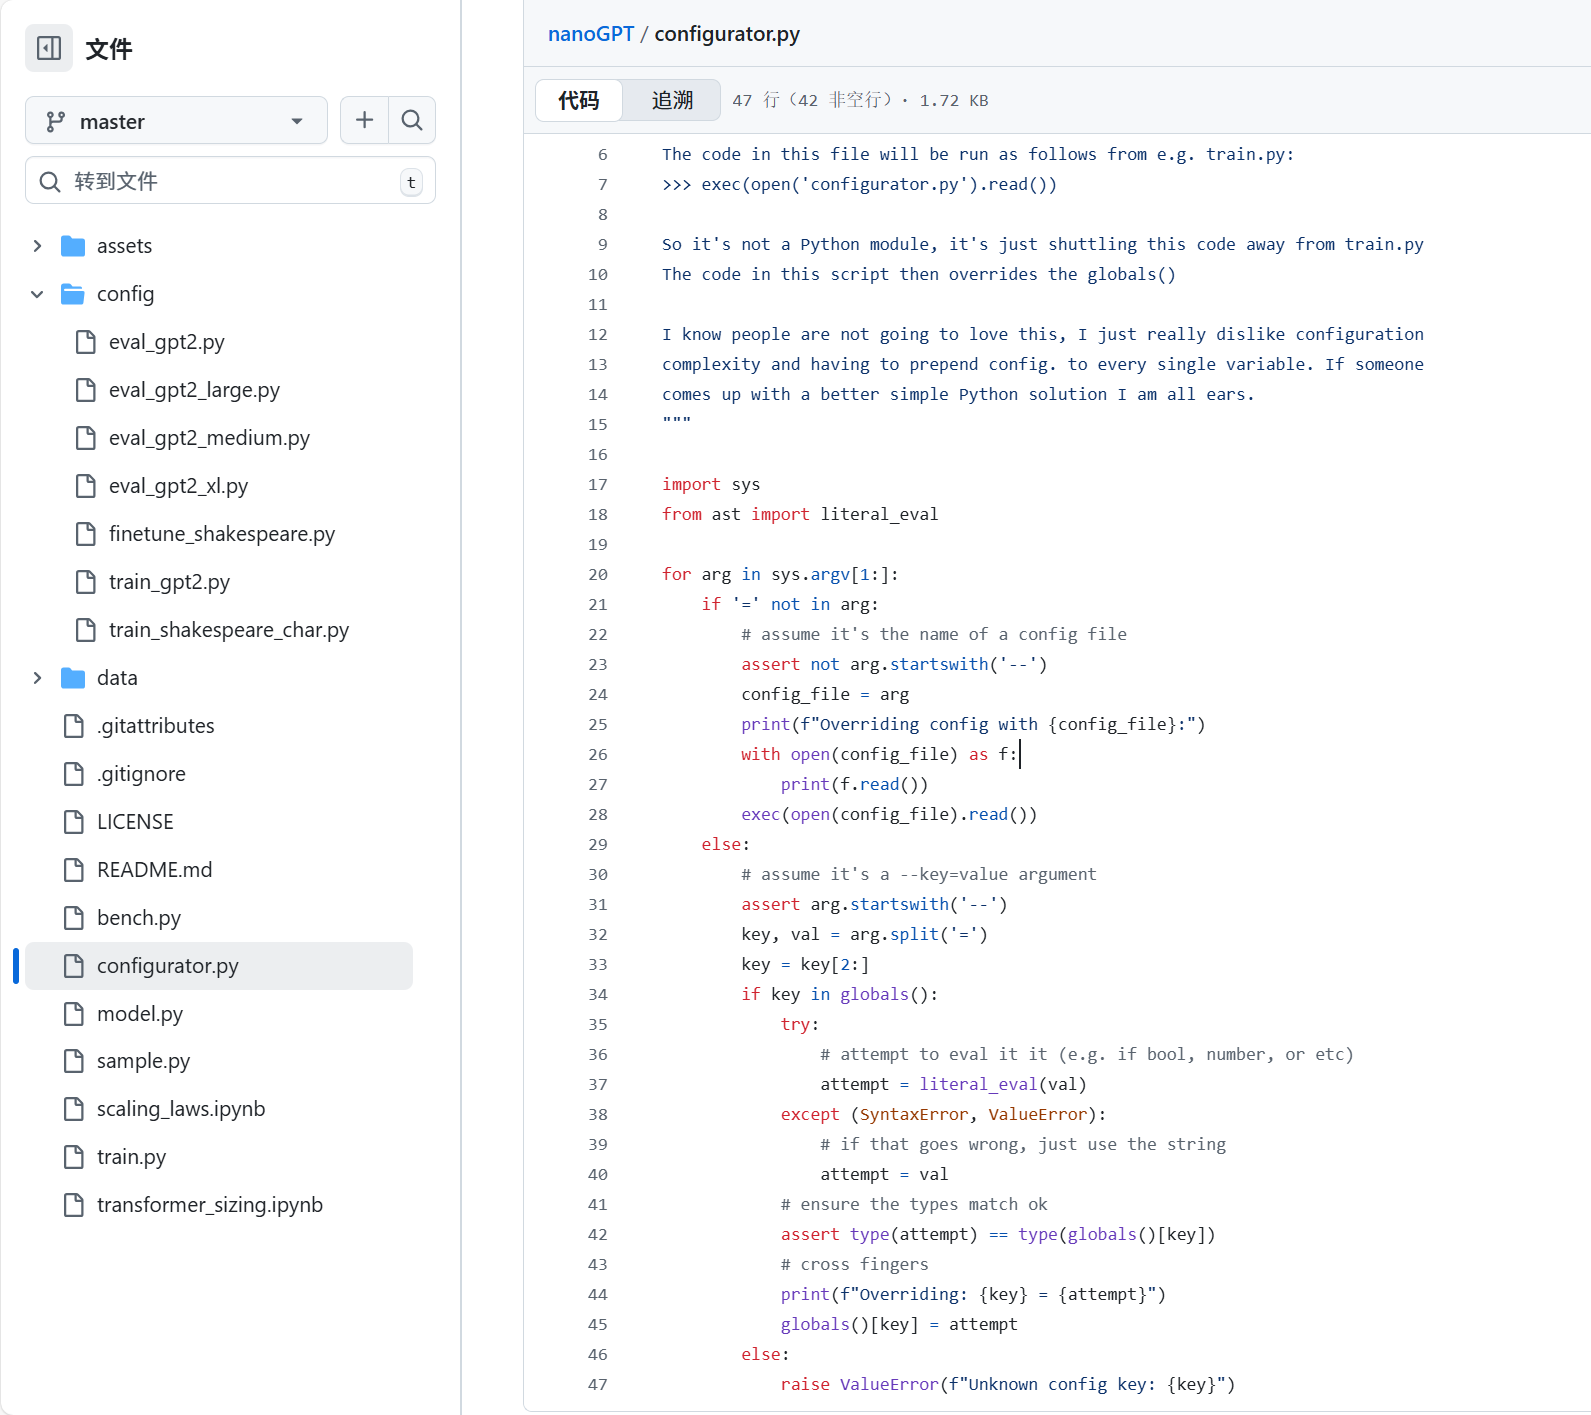 文件
master
转到文件
t
assets
config
eval_gpt2.py
eval_gpt2_large.py
eval_gpt2_medium.py
eval_gpt2_xl.py
finetune_shakespeare.py
train_gpt2.py
train_shakespeare_char.py
data
.gitattributes
.gitignore
LICENSE
README.md
bench.py
configurator.py
model.py
sample.py
scaling_laws.ipynb
train.py
transformer_sizing.ipynb
nanoGPT / configurator.py
代码 追溯 47 行（42 非空行）· 1.72 KB
6 The code in this file will be run as follows from e.g. train.py:
7 >>> exec(open('configurator.py').read())
8
9 So it's not a Python module, it's just shuttling this code away from train.py
10 The code in this script then overrides the globals()
11
12 I know people are not going to love this, I just really dislike configuration
13 complexity and having to prepend config. to every single variable. If someone
14 comes up with a better simple Python solution I am all ears.
15 """
16
17 import sys
18 from ast import literal_eval
19
20 for arg in sys.argv[1:]:
21     if '=' not in arg:
22         # assume it's the name of a config file
23         assert not arg.startswith('--')
24         config_file = arg
25         print(f"Overriding config with {config_file}:")
26         with open(config_file) as f:
27             print(f.read())
28         exec(open(config_file).read())
29     else:
30         # assume it's a --key=value argument
31         assert arg.startswith('--')
32         key, val = arg.split('=')
33         key = key[2:]
34         if key in globals():
35             try:
36                 # attempt to eval it it (e.g. if bool, number, or etc)
37                 attempt = literal_eval(val)
38             except (SyntaxError, ValueError):
39                 # if that goes wrong, just use the string
40                 attempt = val
41             # ensure the types match ok
42             assert type(attempt) == type(globals()[key])
43             # cross fingers
44             print(f"Overriding: {key} = {attempt}")
45             globals()[key] = attempt
46         else:
47             raise ValueError(f"Unknown config key: {key}")